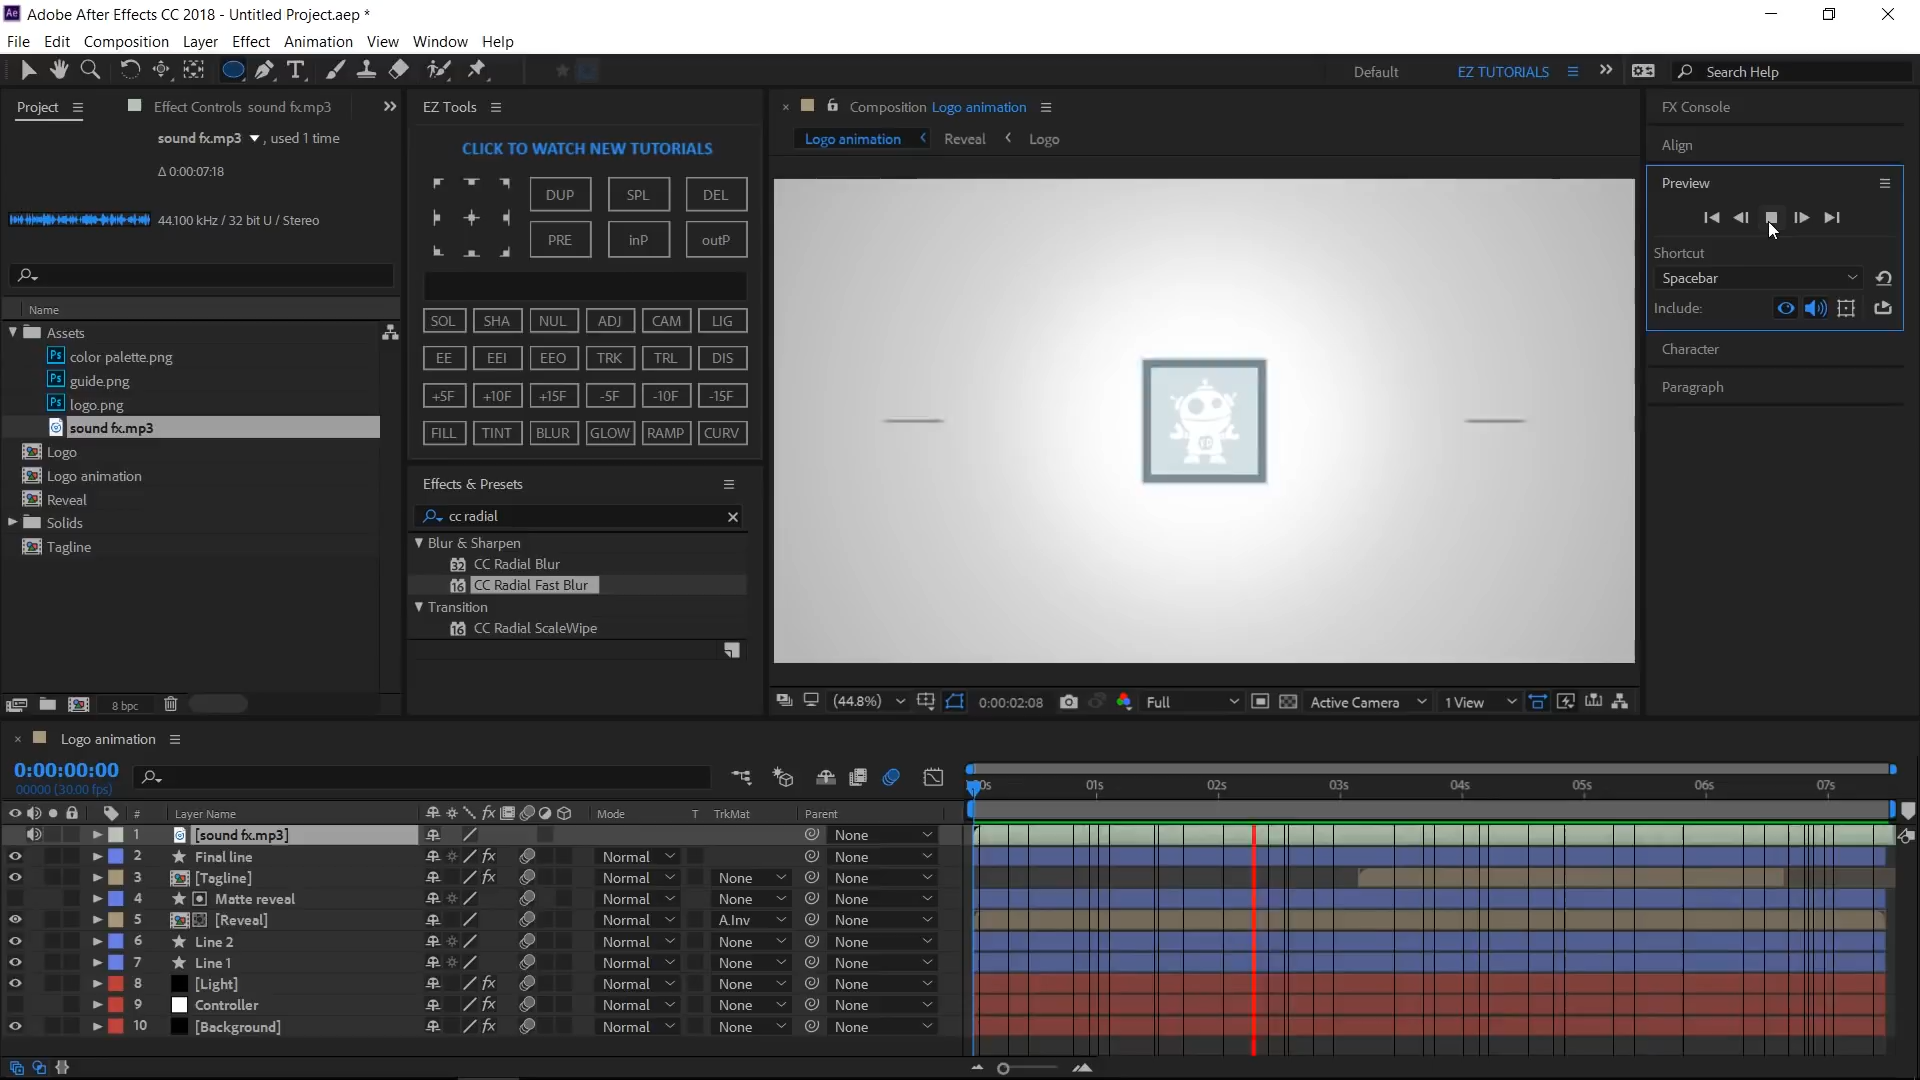 Adobe After Effects CC 2018 - Untitled Project.aep *
File Edit Composition Layer Effect Animation View Window Help
Default EZ TUTORIALS Search Help
Project Effect Controls sound fx.mp3
sound fx.mp3 , used 1 time
Δ 0:00:07:18
44.100 kHz / 32 bit U / Stereo
Name
Assets
color palette.png
guide.png
logo.png
sound fx.mp3
Logo
Logo animation
Reveal
Solids
Tagline
8 bpc
EZ Tools
CLICK TO WATCH NEW TUTORIALS
DUP SPL DEL
PRE inP outP
SOL SHA NUL ADJ CAM LIG
EE EEI EEO TRK TRL DIS
+5F +10F +15F -5F -10F -15F
FILL TINT BLUR GLOW RAMP CURV
Effects & Presets
cc radial
Blur & Sharpen
CC Radial Blur
CC Radial Fast Blur
Transition
CC Radial ScaleWipe
Composition Logo animation
Logo animation Reveal Logo
(44.8%) 0:00:02:08 Full Active Camera 1 View
FX Console
Align
Preview
Shortcut
Spacebar
Include:
Character
Paragraph
Logo animation
0:00:00:00
00000 (30.00 fps)
:00s 01s 02s 03s 04s 05s 06s 07s
# Layer Name Mode T TrkMat Parent
1 [sound fx.mp3] None
2 Final line Normal None
3 [Tagline] Normal None None
4 Matte reveal Normal None None
5 [Reveal] Normal A.Inv None
6 Line 2 Normal None None
7 Line 1 Normal None None
8 [Light] Normal None None
9 Controller Normal None None
10 [Background] Normal None None